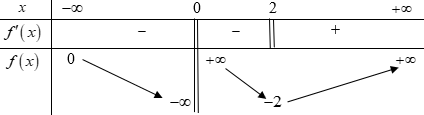 x −∞ 0 2 +∞
f′(x) − − +
f(x) 0 −∞ +∞ −2 +∞